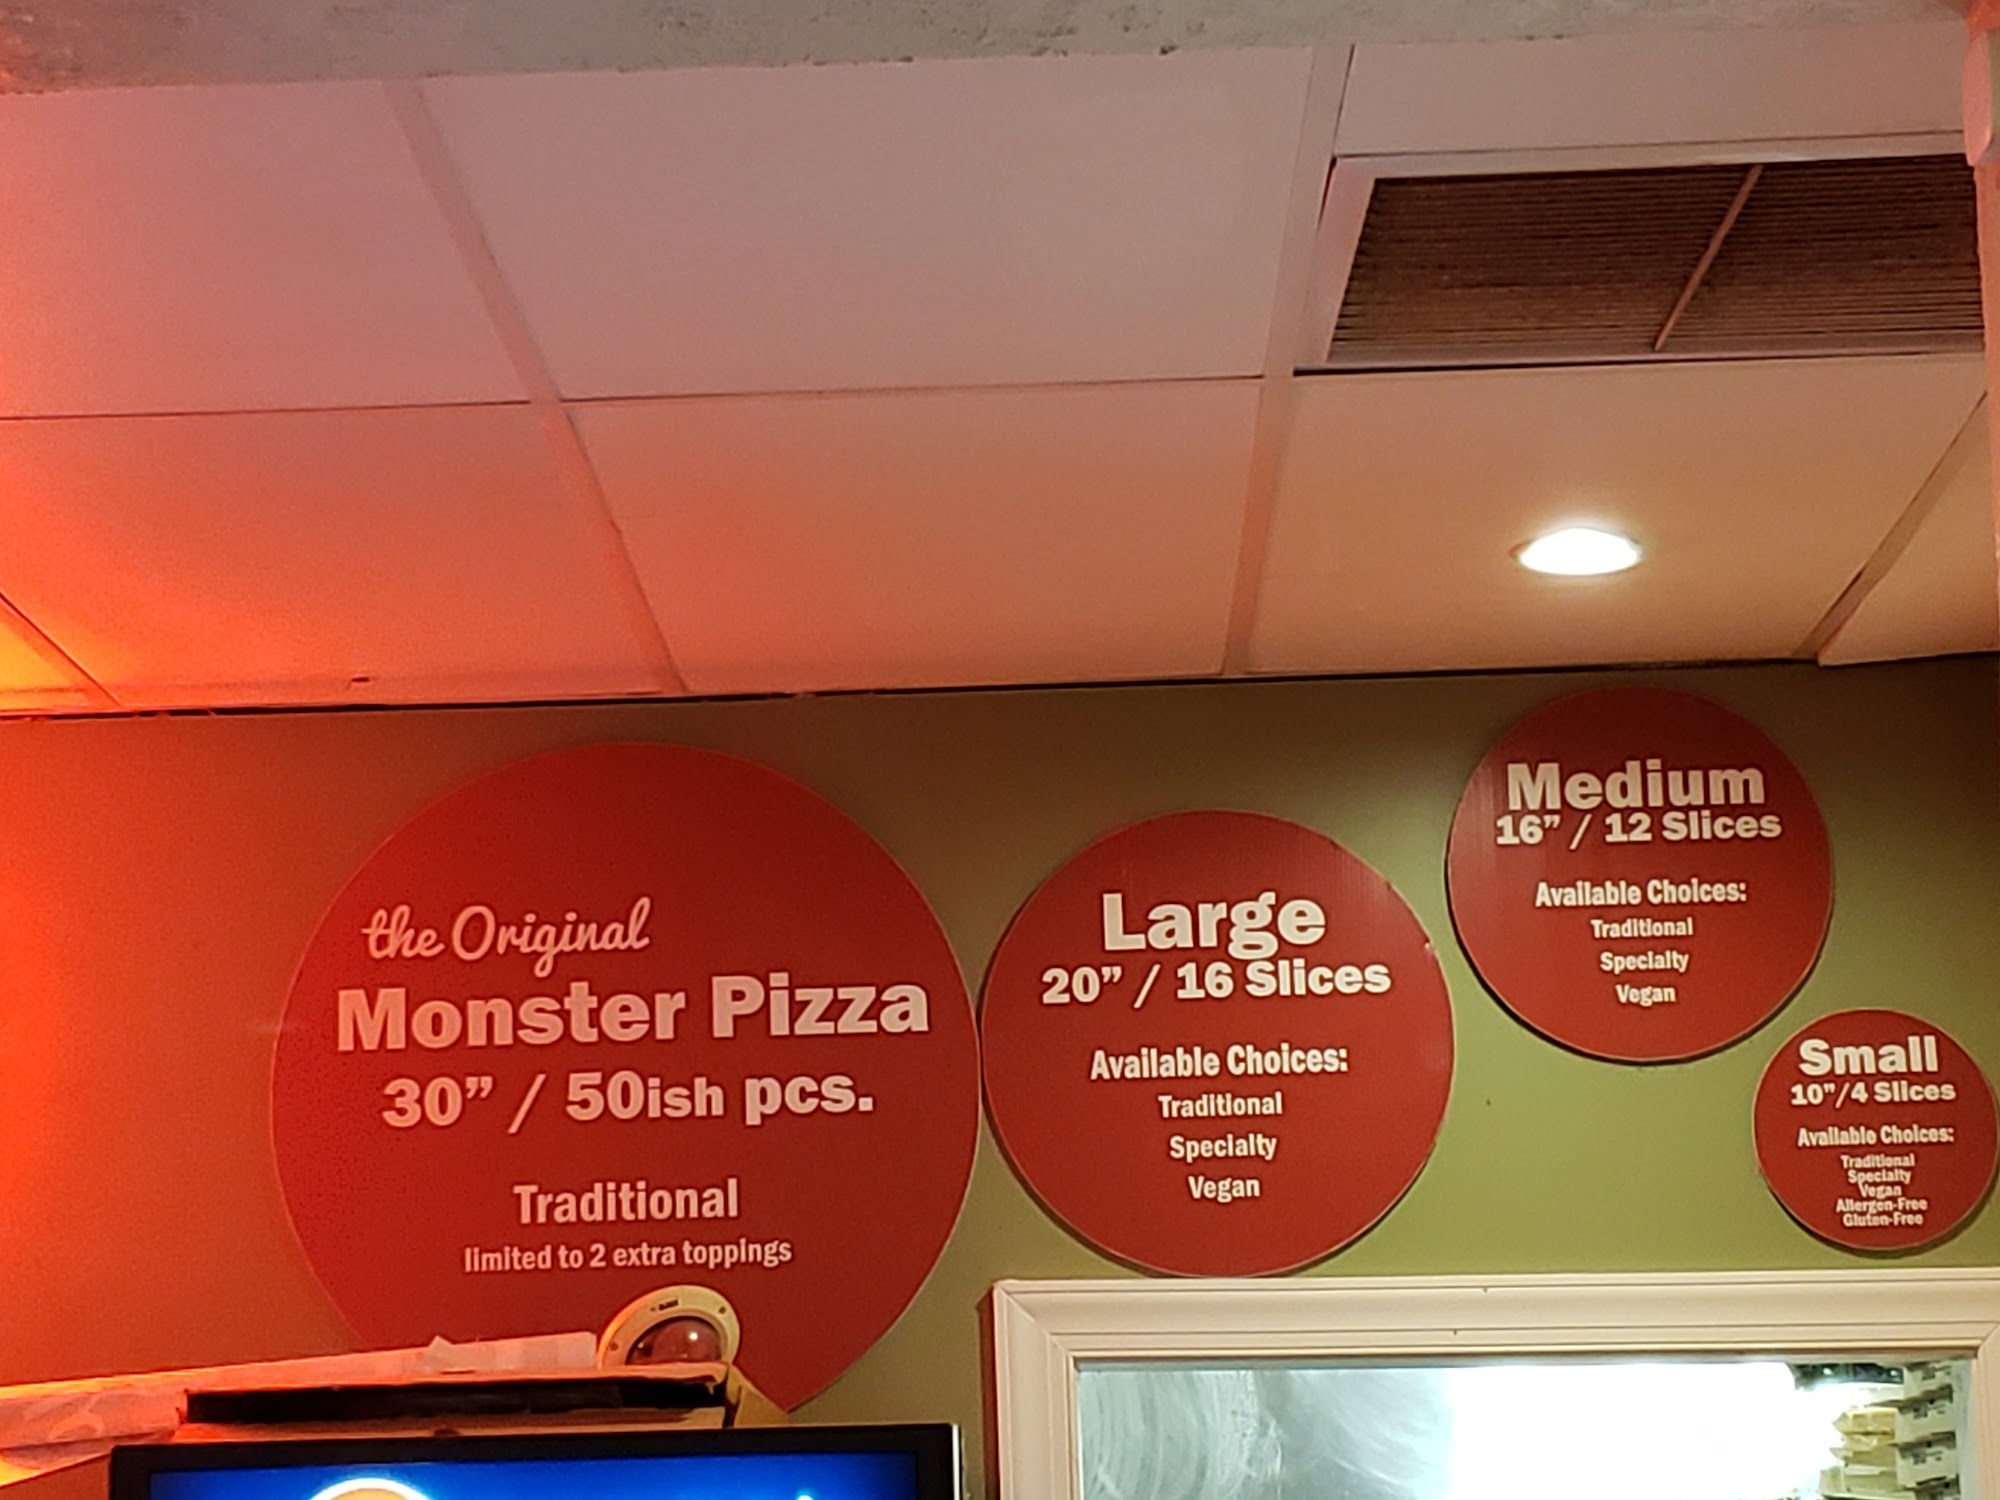 the Original
Monster Pizza
30” / 50ish pcs.
Traditional
limited to 2 extra toppings
Large
20” / 16 Slices
Available Choices:
Traditional
Specialty
Vegan
Medium
16” / 12 Slices
Available Choices:
Traditional
Specialty
Vegan
Small
10”/4 Slices
Available Choices:
Traditional
Specialty
Vegan
Allergen-Free
Gluten-Free